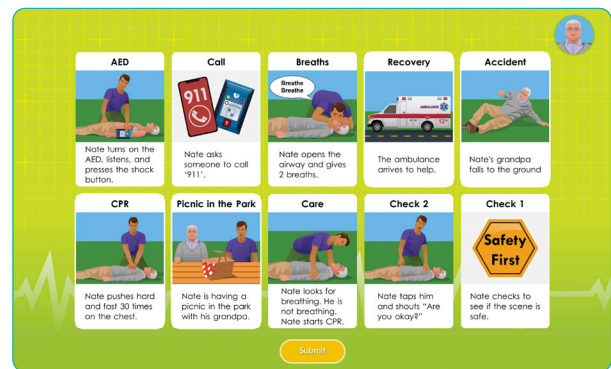 AED
Nate turns on the
AED, listens, and
presses the shock
button.
Call
911
Nate asks
someone to call
'911'.
Breaths
Breathe
Breathe
Nate opens the
airway and gives
2 breaths.
Recovery
AMBULANCE
The ambulance
arrives to help.
Accident
Nate's grandpa
falls to the ground
CPR
Nate pushes hard
and fast 30 times
on the chest.
Picnic in the Park
Nate is having a
picnic in the park
with his grandpa.
Care
Nate looks for
breathing. He is
not breathing.
Nate starts CPR.
Check 2
Nate taps him
and shouts “Are
you okay?”
Check 1
Safety
First
Nate checks to
see if the scene is
safe.
Submit